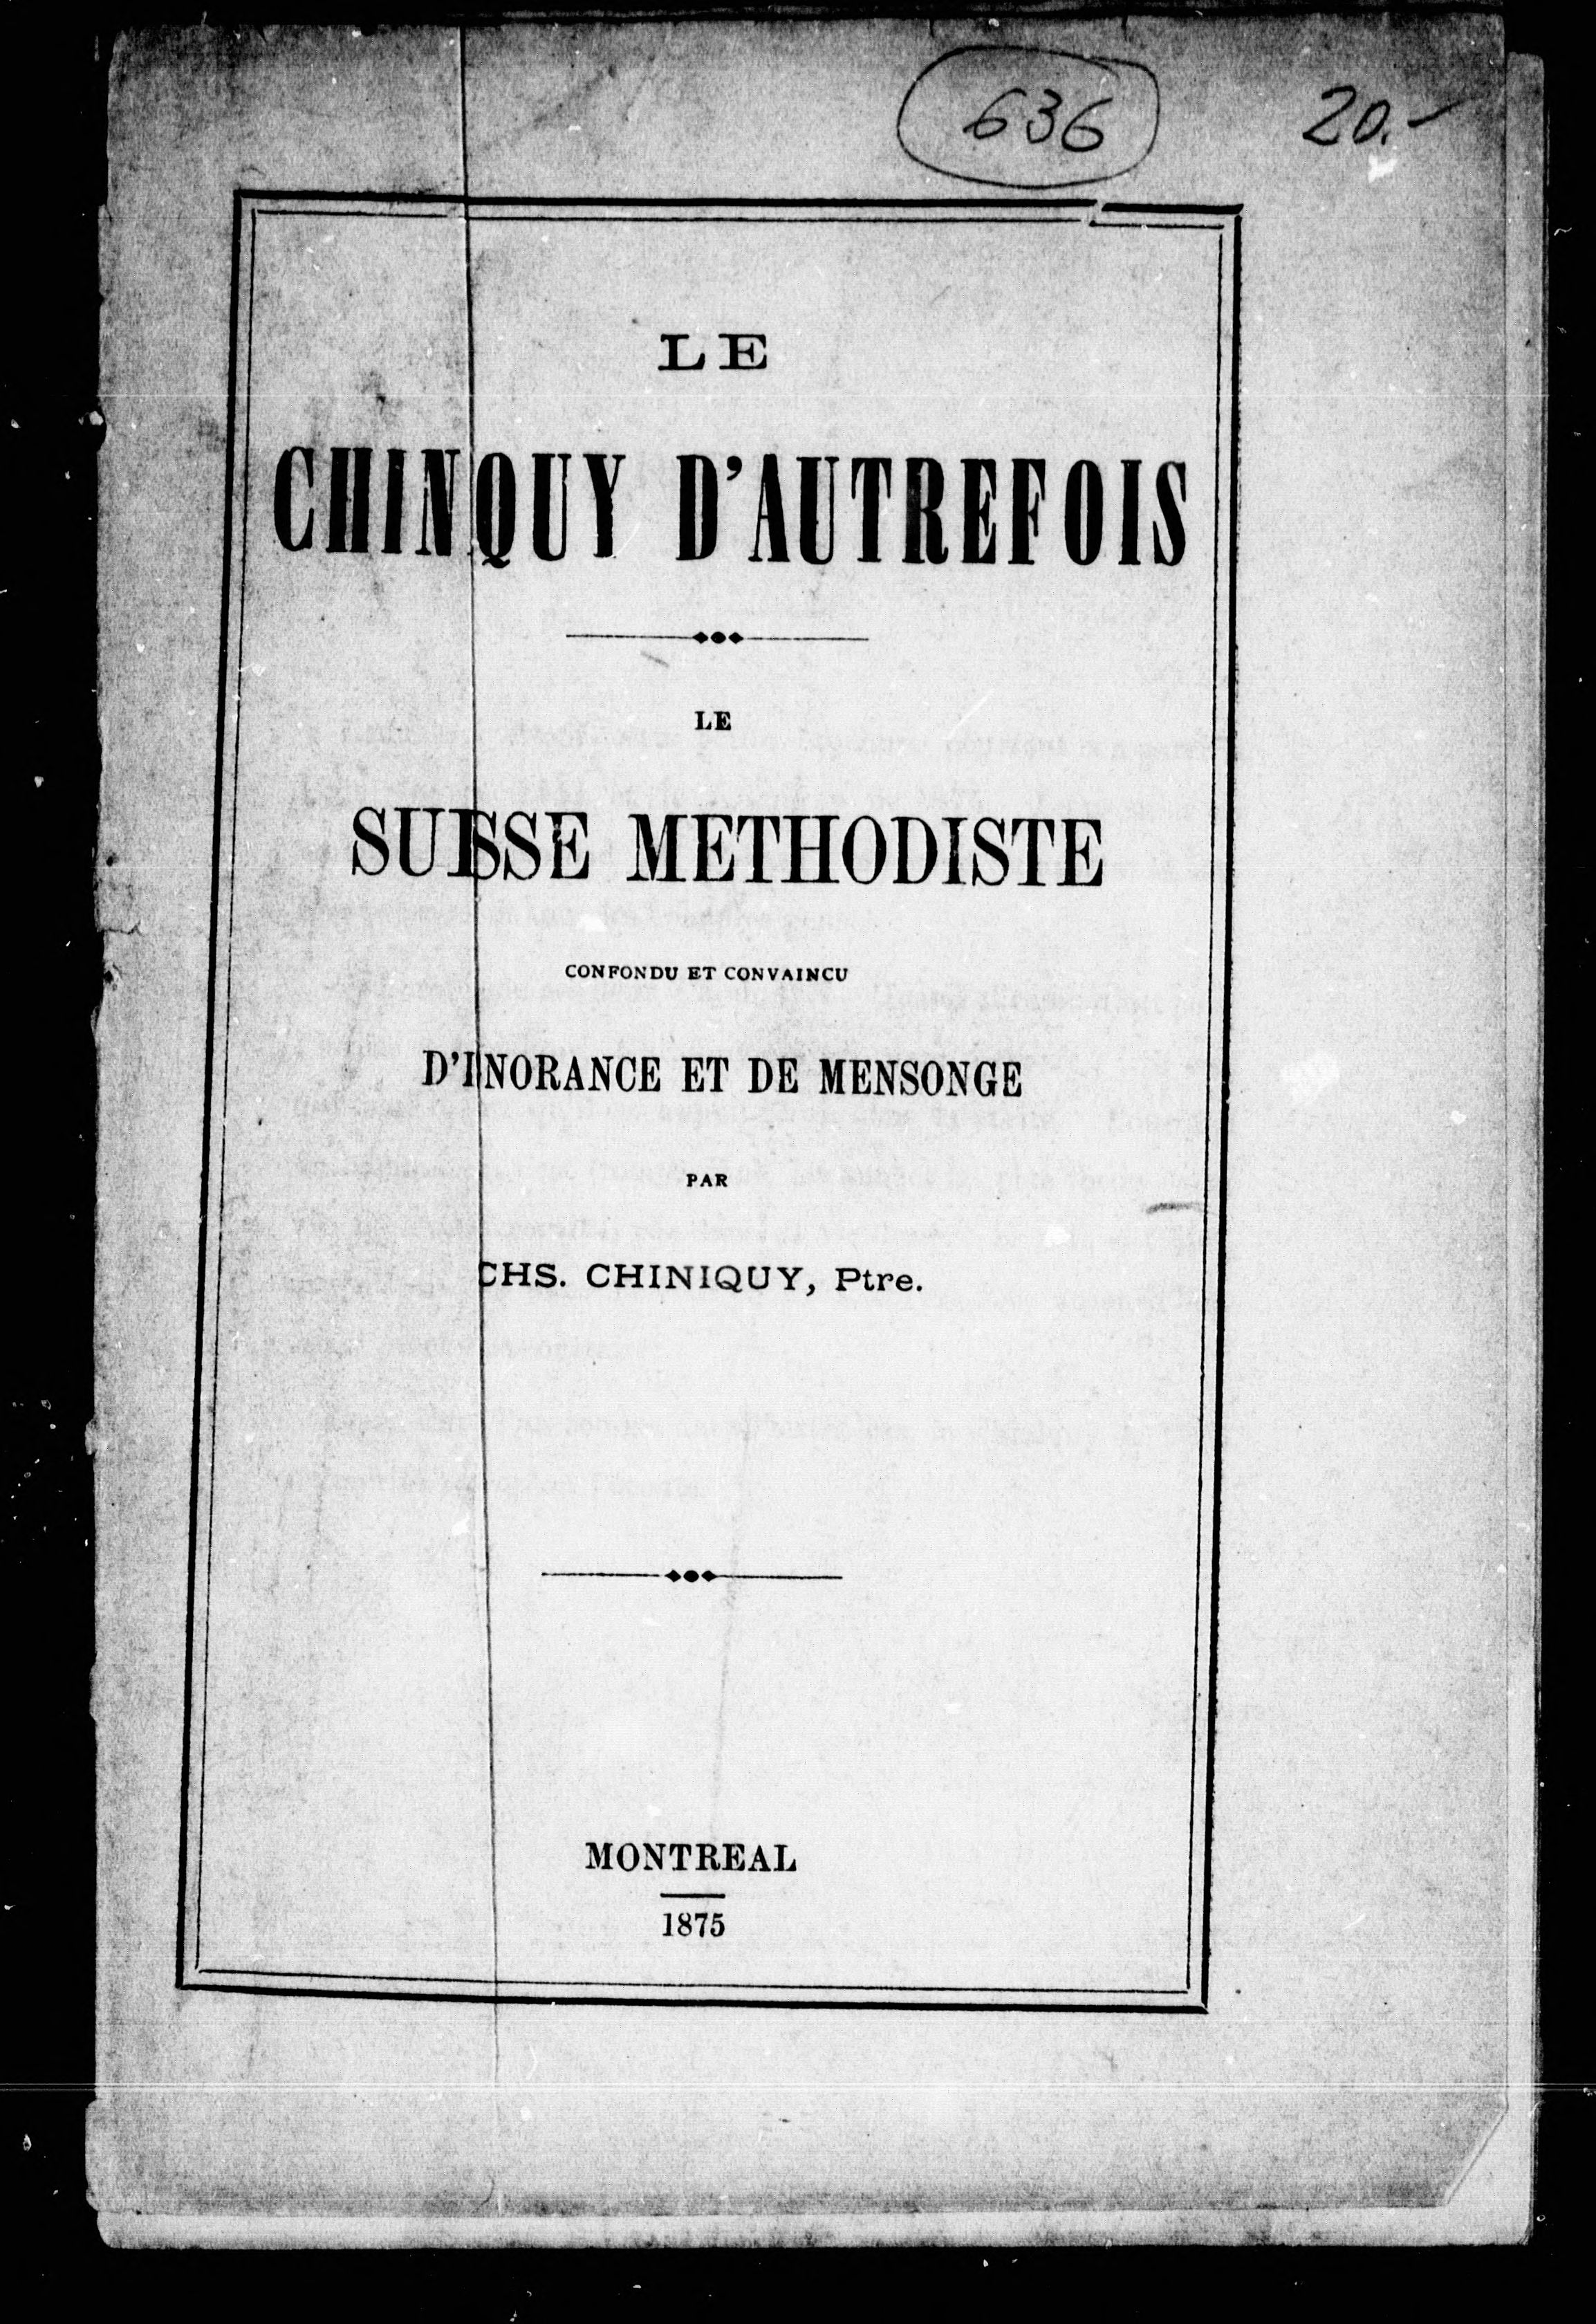 636 20.-
LE
CHINQUY D'AUTREFOIS
LE
SUISSE METHODISTE
CONFONDU ET CONVAINCU
D'INORANCE ET DE MENSONGE
PAR
CHS. CHINIQUY, Ptre.
MONTREAL
1875